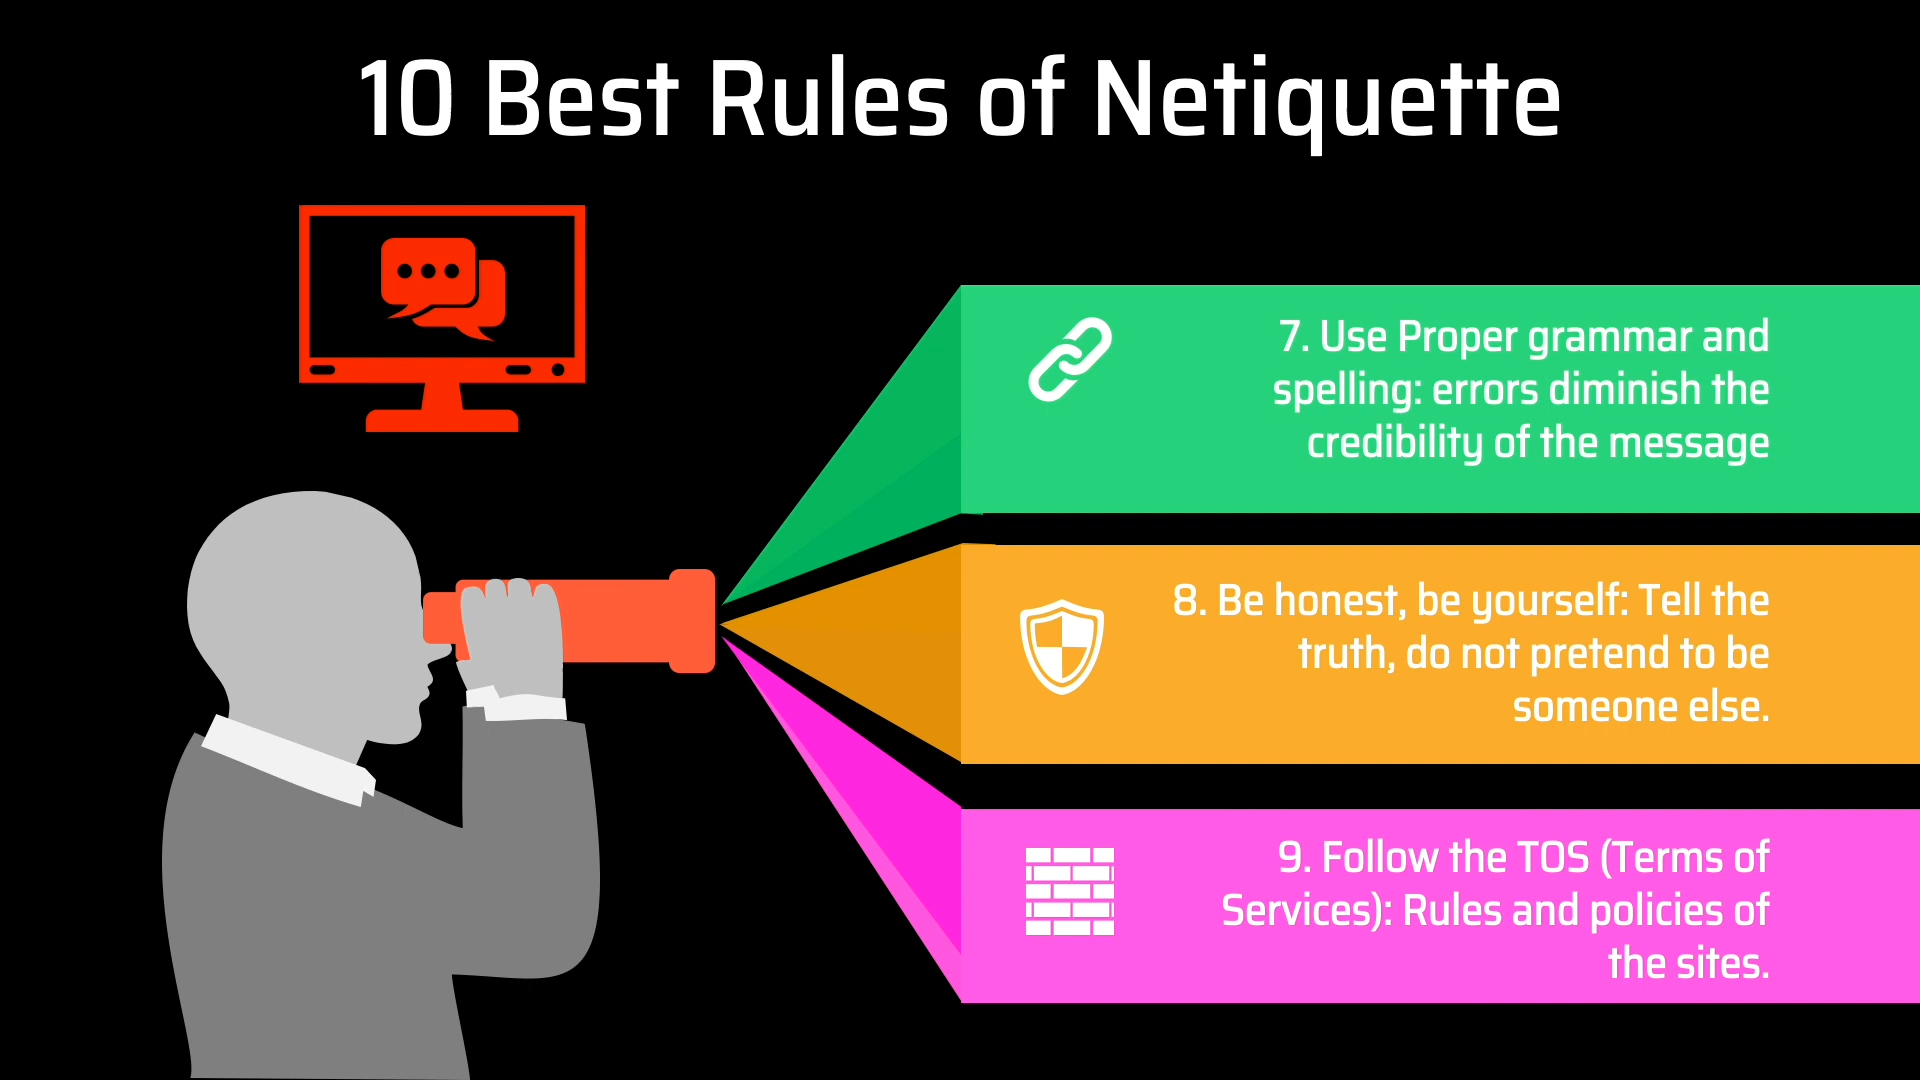 10 Best Rules of Netiquette
7. Use Proper grammar and
spelling: errors diminish the
credibility of the message
8. Be honest, be yourself: Tell the
truth, do not pretend to be
someone else.
9. Follow the TOS (Terms of
Services): Rules and policies of
the sites.